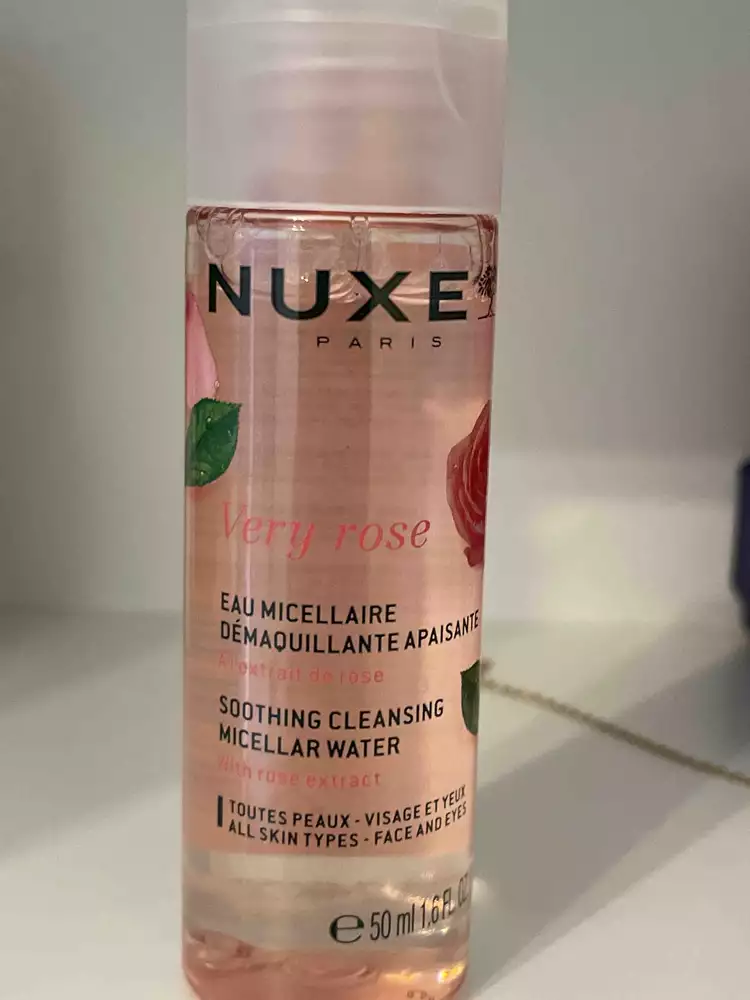 NUXE
PARIS
Very rose
EAU MICELLAIRE
DÉMAQUILLANTE APAISANTE
À l'extrait de rose
SOOTHING CLEANSING
MICELLAR WATER
With rose extract
TOUTES PEAUX - VISAGE ET YEUX
ALL SKIN TYPES - FACE AND EYES
℮ 50 ml 1.6 FL. OZ